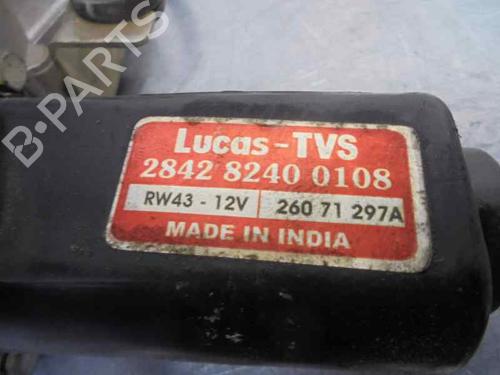 B-PARTS
Lucas-TVS
2842 8240 0108
RW43 - 12V 260 71 297A
MADE IN INDIA